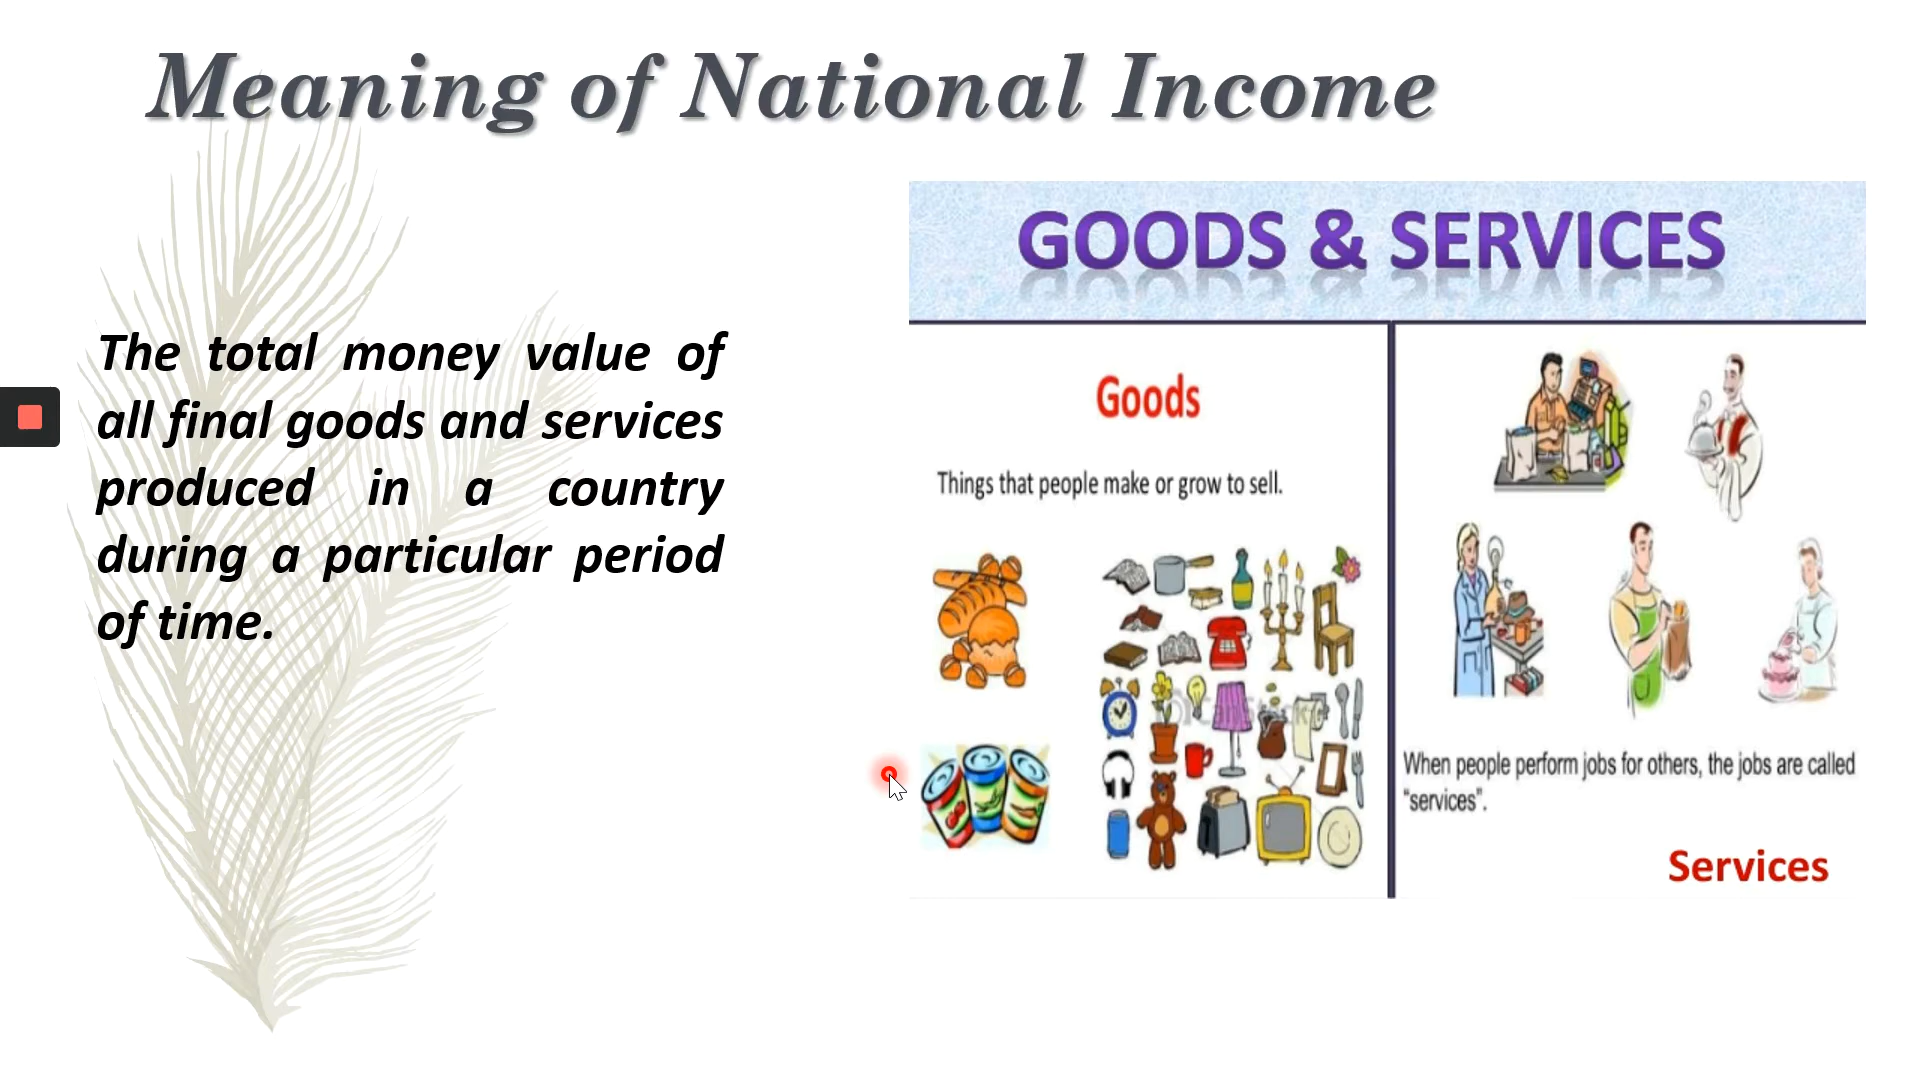 Meaning of National Income
The total money value of
all final goods and services
produced in a country
during a particular period
of time.
GOODS & SERVICES
Goods
Things that people make or grow to sell.
When people perform jobs for others, the jobs are called
“services”.
Services